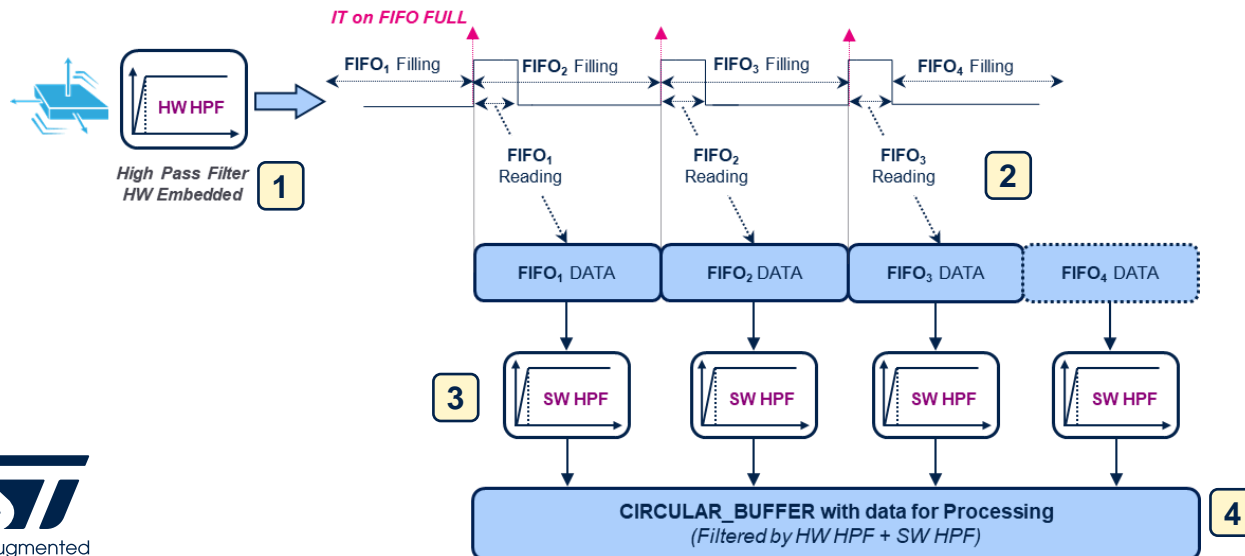 IT on FIFO FULL
FIFO1 Filling
FIFO2 Filling
FIFO3 Filling
FIFO4 Filling
HW HPF
High Pass Filter
HW Embedded
1
FIFO1
Reading
FIFO2
Reading
FIFO3
Reading
2
FIFO1 DATA
FIFO2 DATA
FIFO3 DATA
FIFO4 DATA
3
SW HPF
SW HPF
SW HPF
SW HPF
CIRCULAR_BUFFER with data for Processing
(Filtered by HW HPF + SW HPF)
4
ST
ugmented